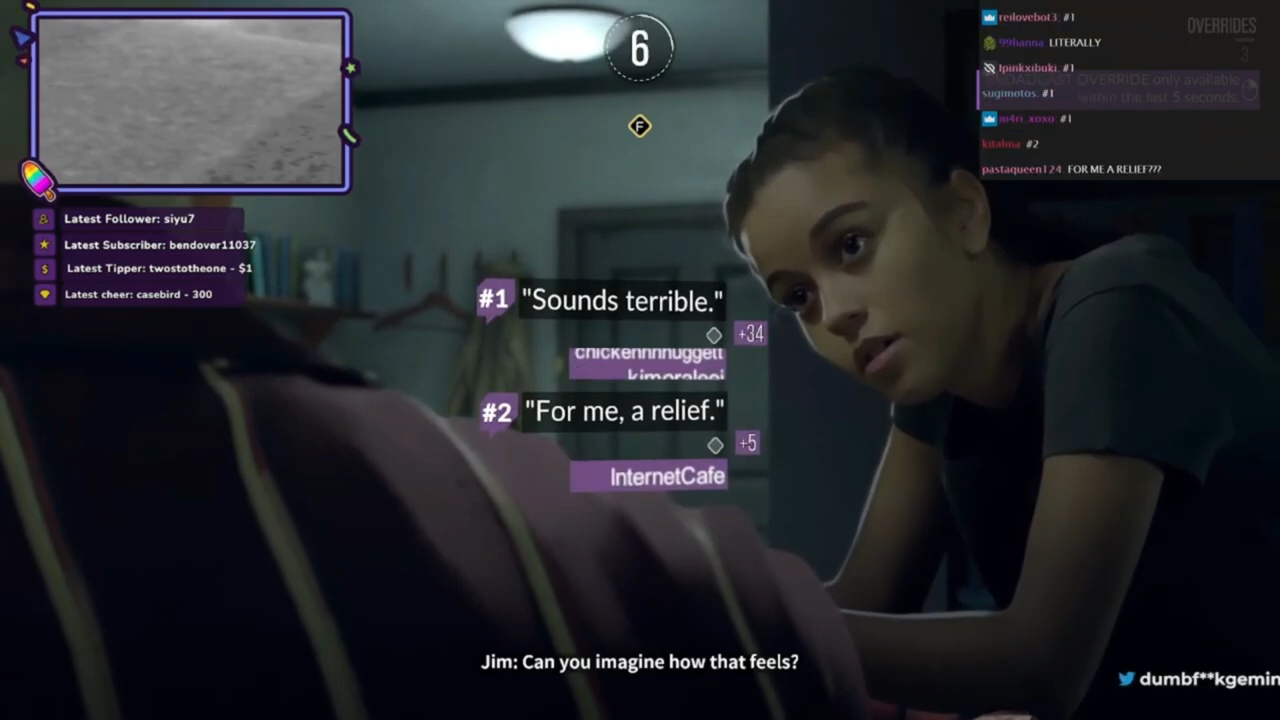 6
F
OVERRIDES
3
reilovebot3: #1
99hanna: LITERALLY
lpinkxibuki: #1
OVERRIDE only available
sugimotos: #1
within the last 5 seconds
m4ri_xoxo: #1
#2
pastaqueen124: FOR ME A RELIEF???
Latest Follower: siyu7
Latest Subscriber: bendover11037
Latest Tipper: twostotheone - $1
Latest cheer: casebird - 300
#1 "Sounds terrible."
+34
chickennnnuggett
#2 "For me, a relief."
+5
InternetCafe
Jim: Can you imagine how that feels?
dumbf**kgemin